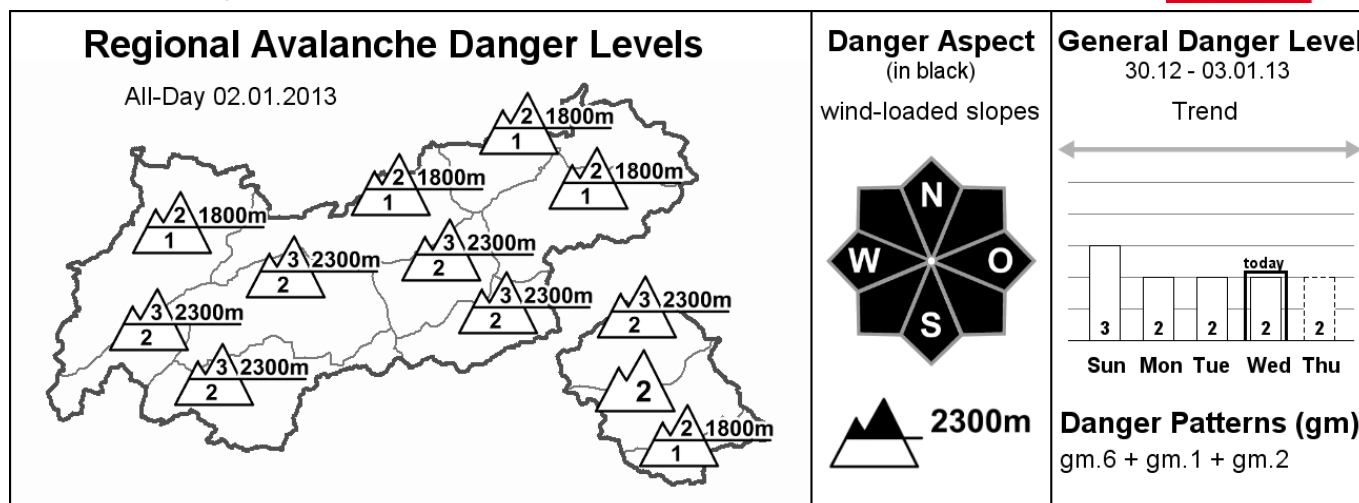 Regional Avalanche Danger Levels
All-Day 02.01.2013
2 1800m
1
2 1800m
1
2 1800m
1
2 1800m
1
3 2300m
2
3 2300m
2
3 2300m
2
3 2300m
2
3 2300m
2
3 2300m
2
2
2 1800m
1
Danger Aspect
(in black)
wind-loaded slopes
N
W O
S
2300m
General Danger Level
30.12 - 03.01.13
Trend
today
3 2 2 2 2
Sun Mon Tue Wed Thu
Danger Patterns (gm)
gm.6 + gm.1 + gm.2